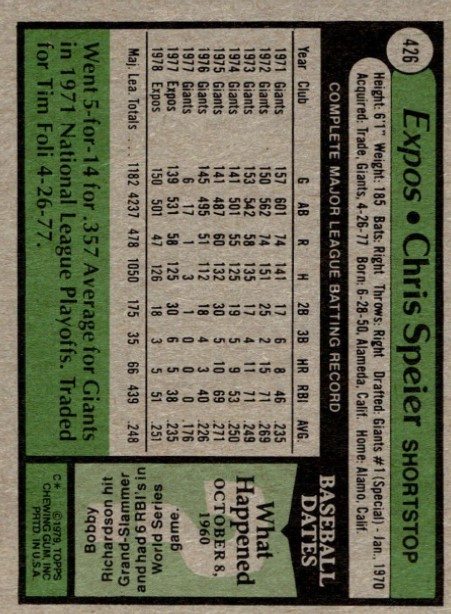 426
Expos • Chris Speier SHORTSTOP
Height: 6'1" Weight: 185 Bats: Right Throws: Right Drafted: Giants #1 (Special) - Jan. 1970
Acquired: Trade, Giants, 4-26-77 Born: 6-28-50, Alameda, Calif. Home: Alamo, Calif.
COMPLETE MAJOR LEAGUE BATTING RECORD
Year Club G AB R H 2B 3B HR RBI AVG.
1971 Giants 157 601 74 141 17 6 8 46 .235
1972 Giants 150 562 74 151 25 2 15 71 .269
1973 Giants 153 542 58 135 17 4 11 71 .249
1974 Giants 141 501 55 125 19 5 9 53 .250
1975 Giants 141 487 60 132 30 5 10 69 .271
1976 Giants 145 495 51 112 18 4 3 40 .226
1977 Giants 6 17 1 3 1 0 0 0 .176
1977 Expos 139 531 58 125 30 6 5 38 .235
1978 Expos 150 501 47 126 18 3 5 51 .251
Maj. Lea. Totals . . . 1182 4237 478 1050 175 35 66 439 .248
Went 5-for-14 for .357 Average for Giants
in 1971 National League Playoffs. Traded
for Tim Foli 4-26-77.
BASEBALL
DATES
What
Happened
OCTOBER 8,
1960
Bobby
Richardson hit
Grand-Slammer
and had 6 RBI's in
World Series
game.
C* ©1979 TOPPS
CHEWING GUM, INC.
PRTD. IN U.S.A.